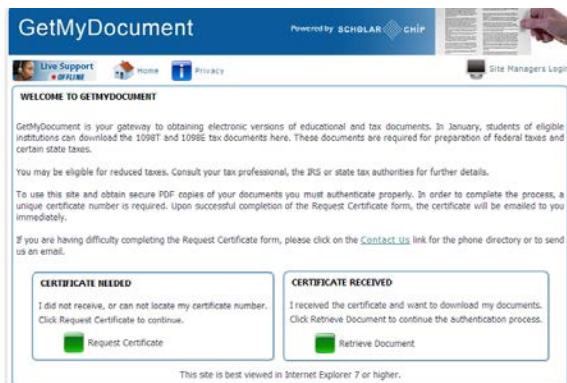 GetMyDocument
Powered by SCHOLAR CHIP
Live Support
OFFLINE
Home
Privacy
Site Managers Login
WELCOME TO GETMYDOCUMENT
GetMyDocument is your gateway to obtaining electronic versions of educational and tax documents. In January, students of eligible
institutions can download the 1098T and 1098E tax documents here. These documents are required for preparation of federal taxes and
certain state taxes.
You may be eligible for reduced taxes. Consult your tax professional, the IRS or state tax authorities for further details.
To use this site and obtain secure PDF copies of your documents you must authenticate properly. In order to complete the process, a
unique certificate number is required. Upon successful completion of the Request Certificate form, the certificate will be emailed to you
immediately.
If you are having difficulty completing the Request Certificate form, please click on the Contact Us link for the phone directory or to send
us an email.
CERTIFICATE NEEDED
I did not receive, or can not locate my certificate number.
Click Request Certificate to continue.
Request Certificate
CERTIFICATE RECEIVED
I received the certificate and want to download my documents.
Click Retrieve Document to continue the authentication process.
Retrieve Document
This site is best viewed in Internet Explorer 7 or higher.